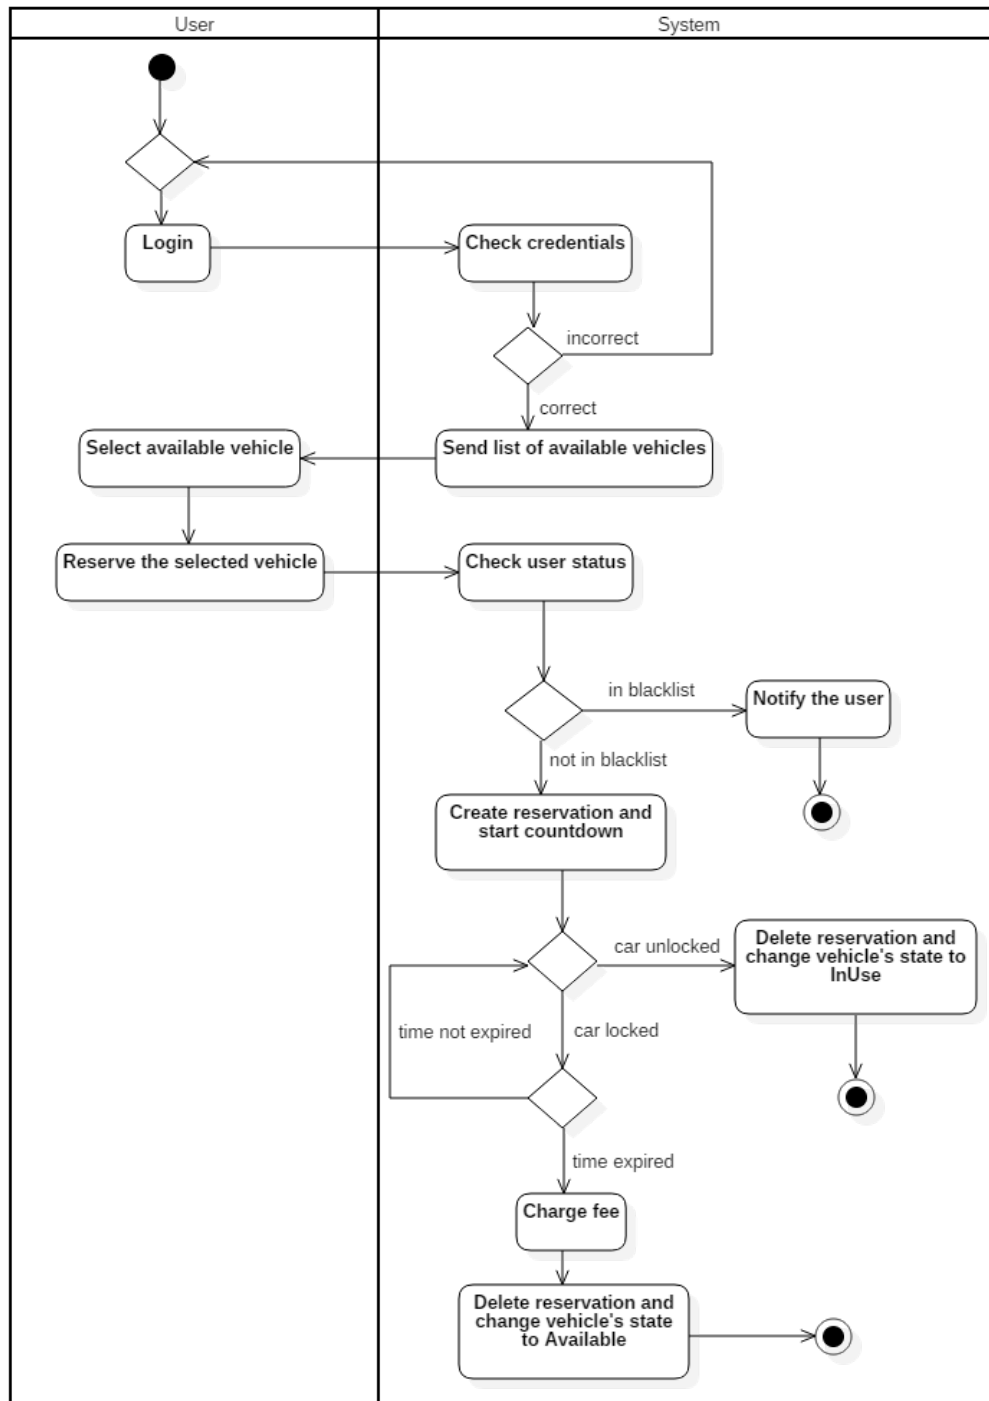 User
System
Login
Check credentials
incorrect
correct
Select available vehicle
Send list of available vehicles
Reserve the selected vehicle
Check user status
in blacklist
Notify the user
not in blacklist
Create reservation and
start countdown
car unlocked
Delete reservation and
change vehicle's state to
InUse
time not expired
car locked
time expired
Charge fee
Delete reservation and
change vehicle's state
to Available